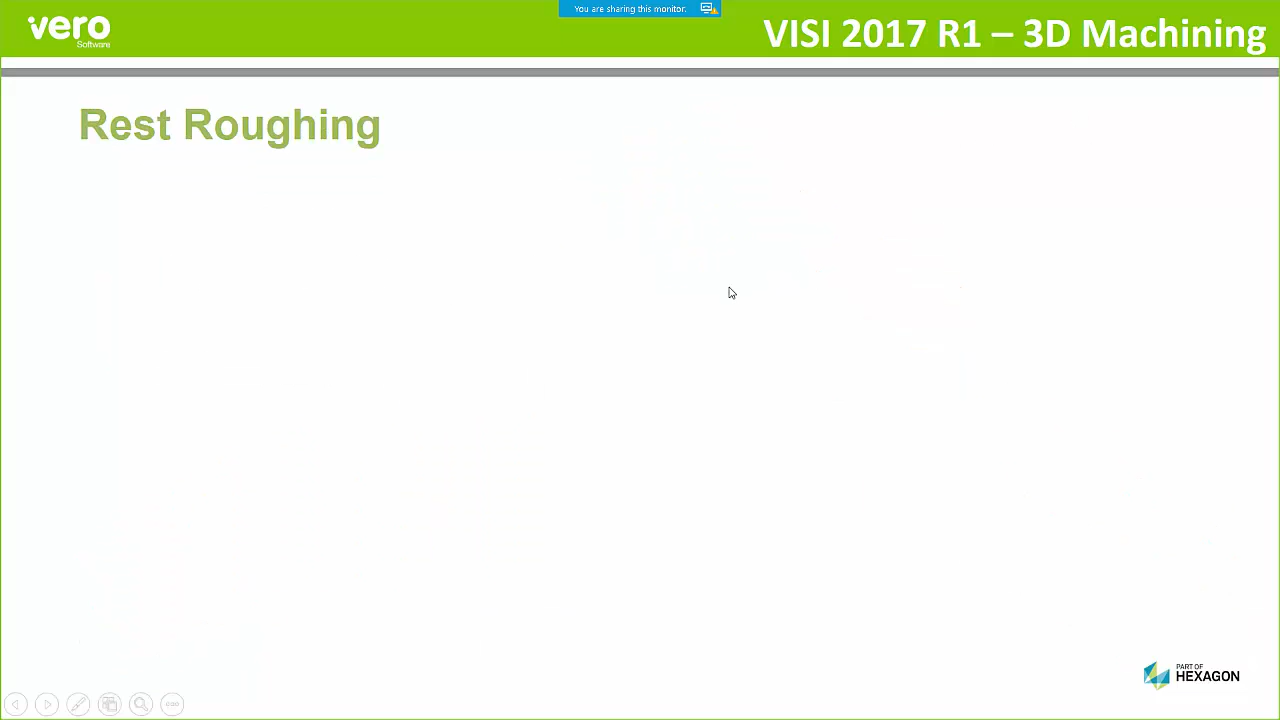 You are sharing this monitor.
vero
Software
VISI 2017 R1 – 3D Machining
Rest Roughing
PART OF
HEXAGON